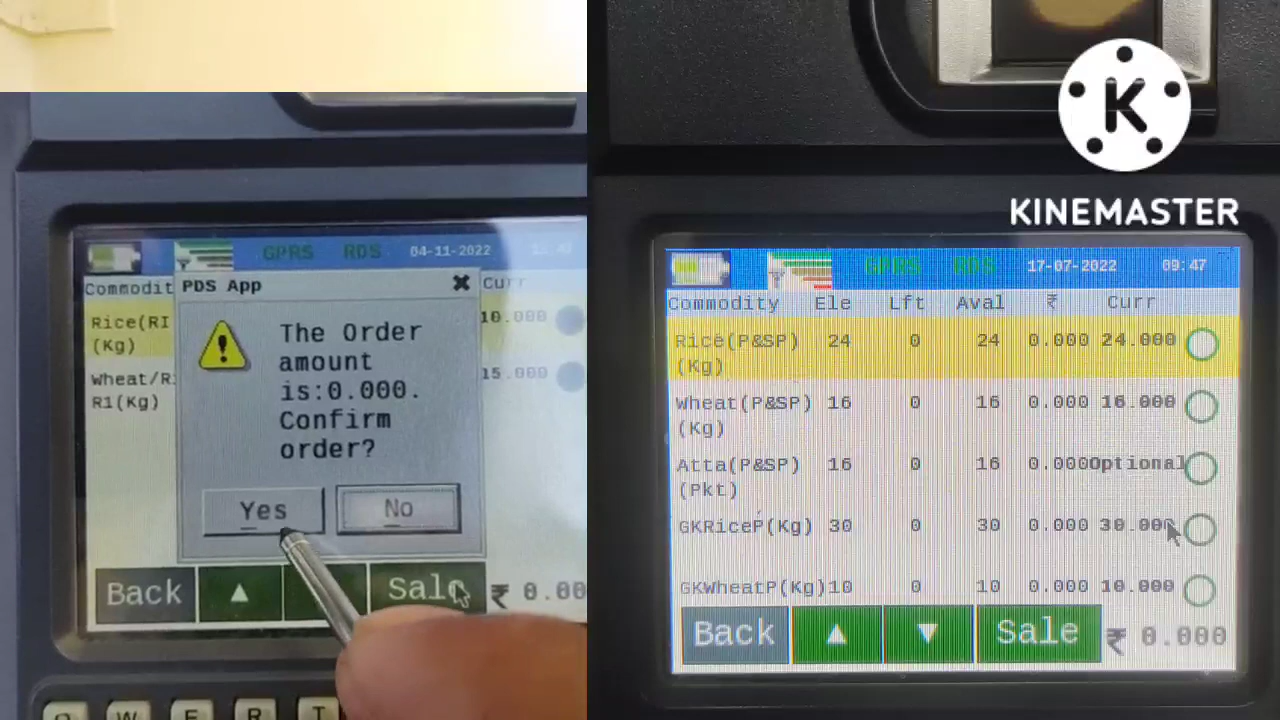 GPRS RDS 04-11-2022
Commodit
Curr
PDS App
Rice(RI
(Kg)
10.000
Wheat/R
R1(Kg)
15.000
The Order
amount
is:0.000.
Confirm
order?
Yes
No
Back
▲
Sale
₹ 0.00
Q W E R T
K
KINEMASTER
GPRS RDS 17-07-2022 09:47
Commodity Ele Lft Aval ₹ Curr
Rice(P&SP) 24 0 24 0.000 24.000
(Kg)
Wheat(P&SP) 16 0 16 0.000 16.000
(Kg)
Atta(P&SP) 16 0 16 0.000Optional
(Pkt)
GKRiceP(Kg) 30 0 30 0.000 30.000
GKWheatP(Kg)10 0 10 0.000 10.000
Back ▲ ▼ Sale ₹ 0.000